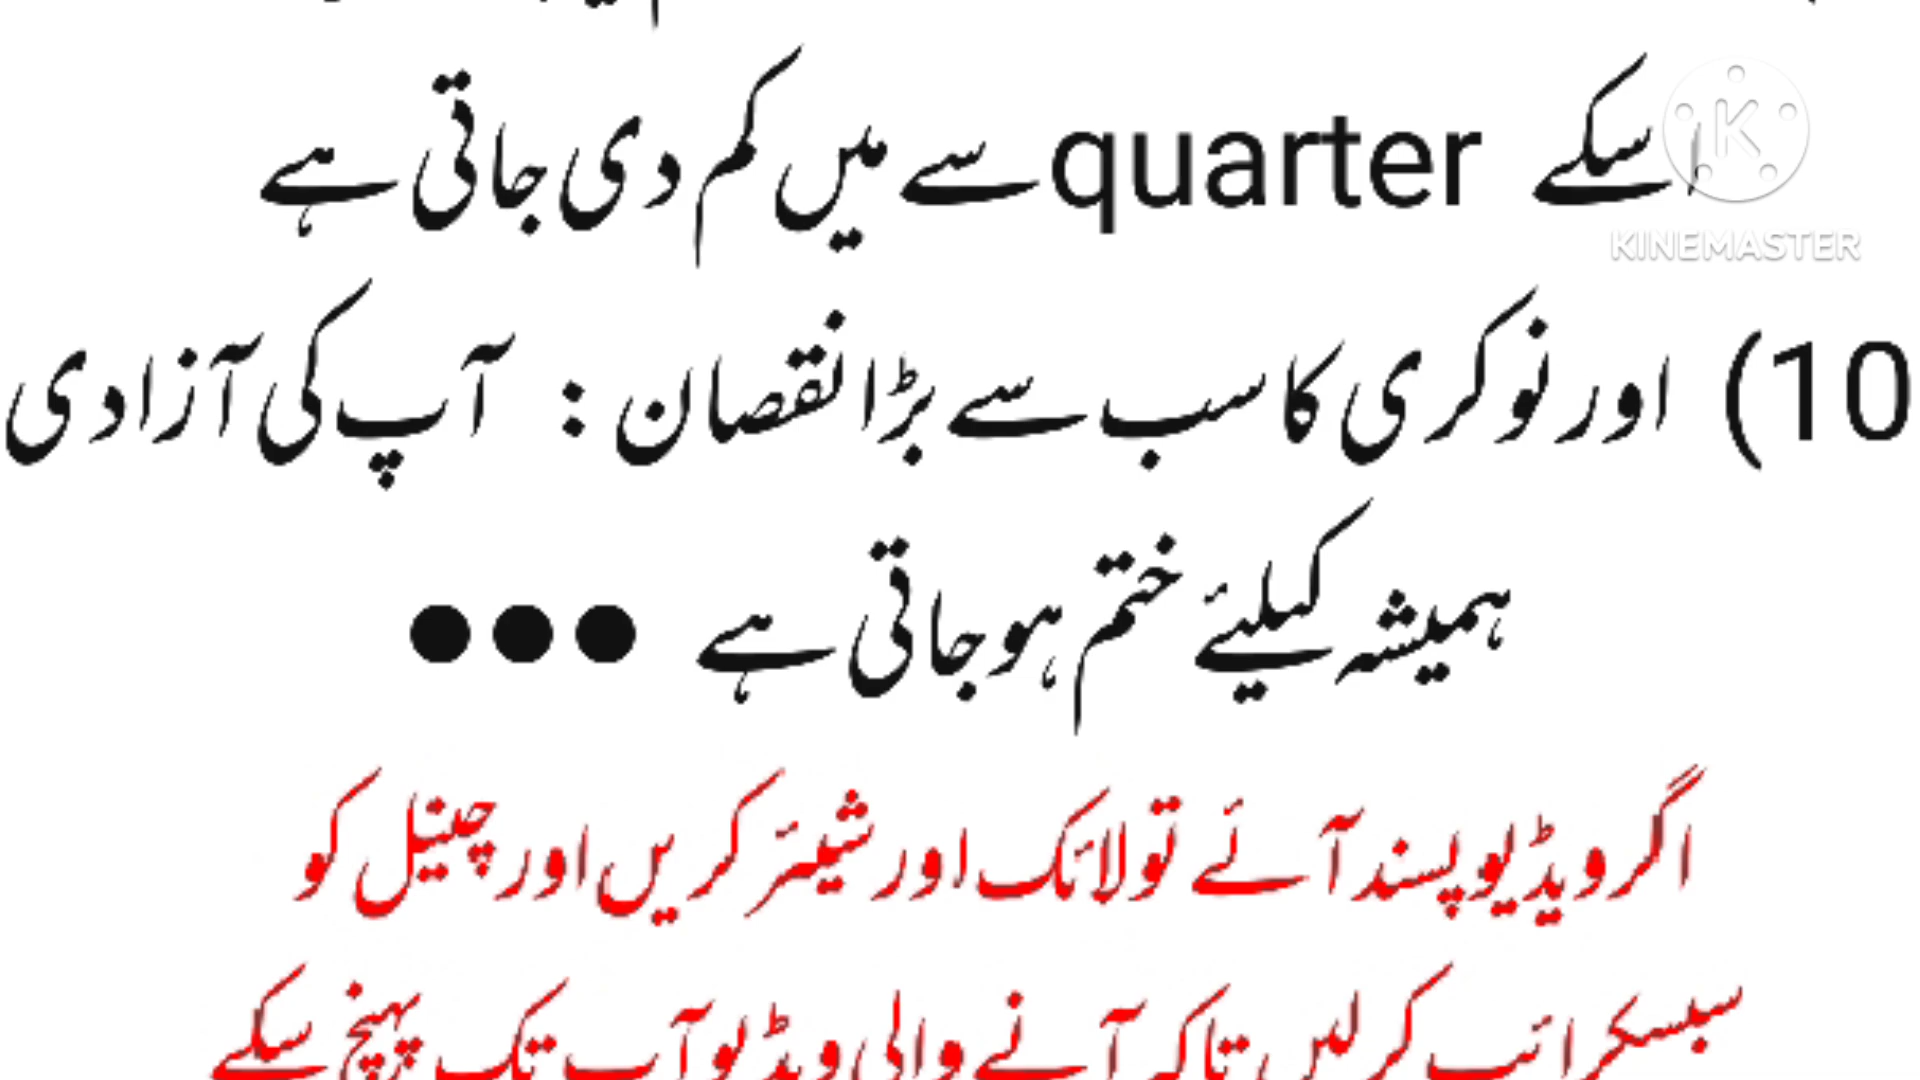 اسکے quarter سے میں کم دی جاتی ہے
KINEMASTER
10) اور نوکری کا سب سے بڑا نقصان : آپ کی آزادی
ہمیشہ کیلئے ختم ہو جاتی ہے ●●●
اگر ویڈیو پسند آئے تو لائک اور شیئر کریں اور چینیل کو
سبسکرائب کر لیں تاکہ آنے والی ویڈیو آپ تک پہنچ سکے